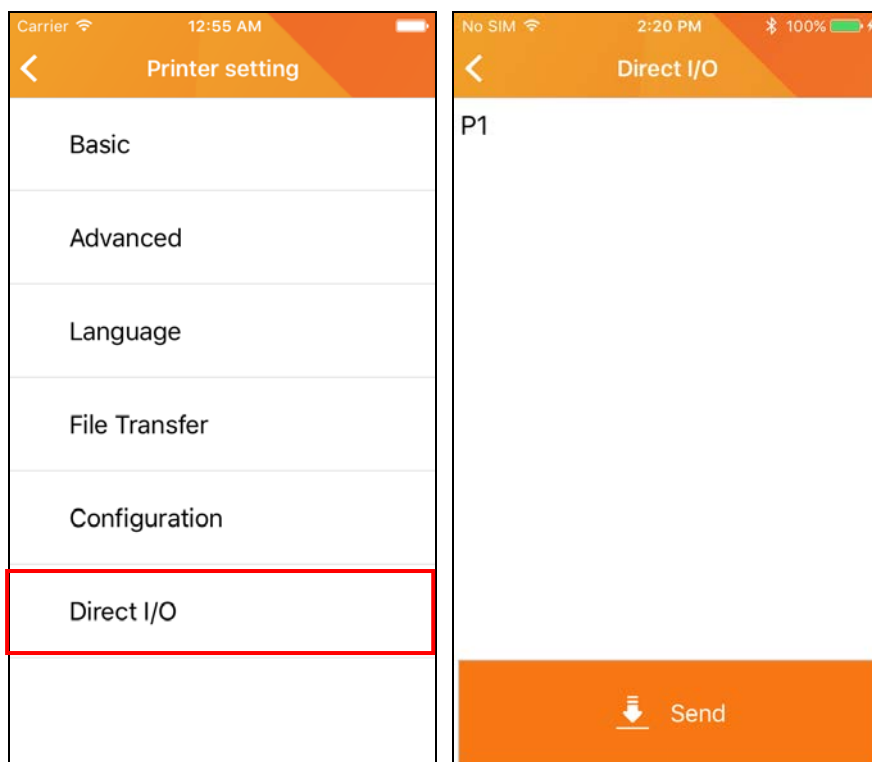 Carrier 12:55 AM
Printer setting
Basic
Advanced
Language
File Transfer
Configuration
Direct I/O
No SIM 2:20 PM 100%
Direct I/O
P1
Send